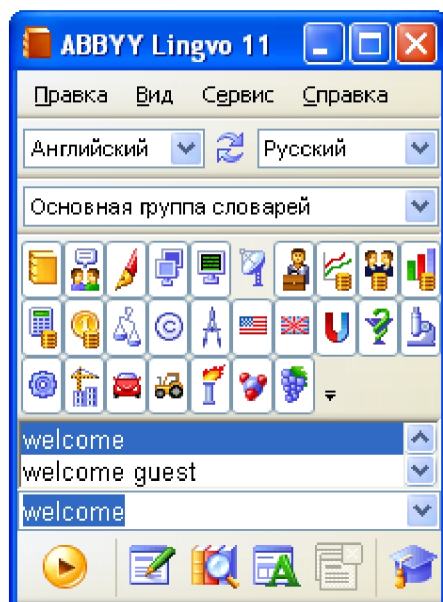 ABBYY Lingvo 11
Правка Вид Сервис Справка
Английский Русский
Основная группа словарей
welcome
welcome guest
welcome